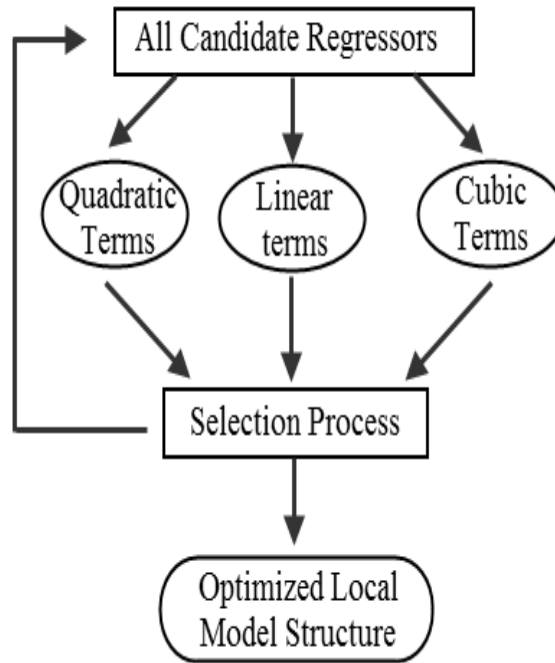 All Candidate Regressors
Quadratic
Terms
Linear
terms
Cubic
Terms
Selection Process
Optimized Local
Model Structure